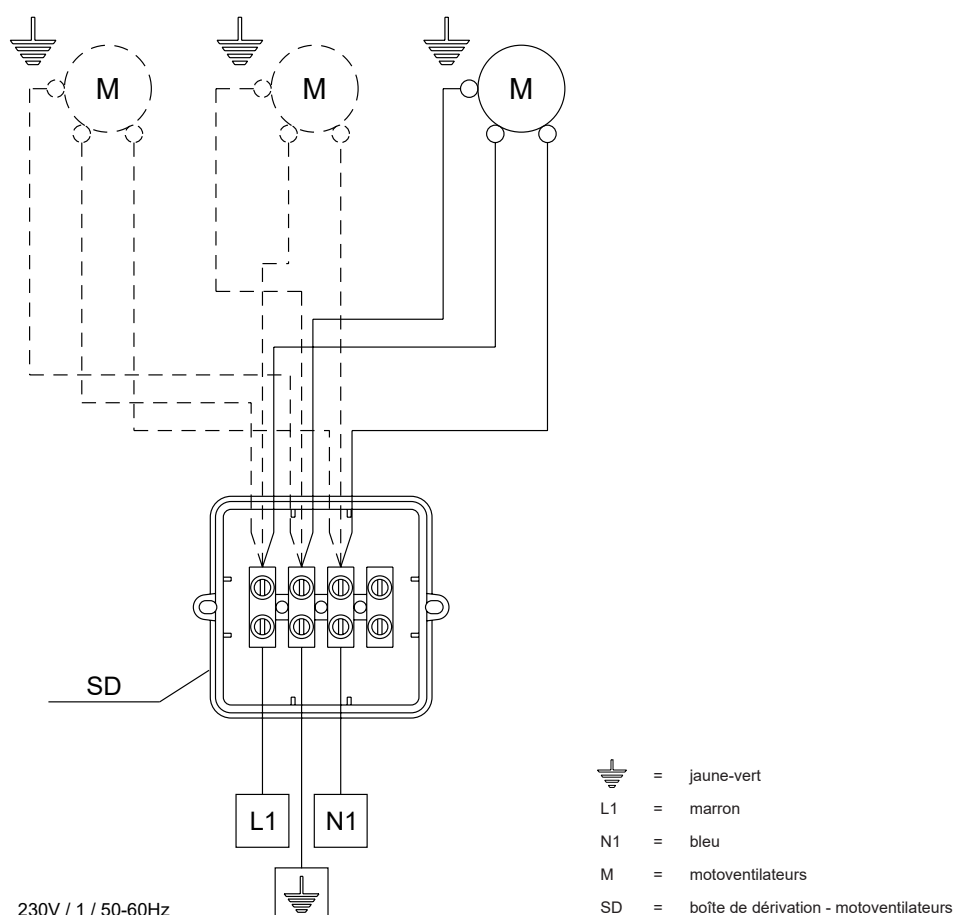 M M M
SD
L1 N1
230V / 1 / 50-60Hz
= jaune-vert
L1 = marron
N1 = bleu
M = motoventilateurs
SD = boîte de dérivation - motoventilateurs